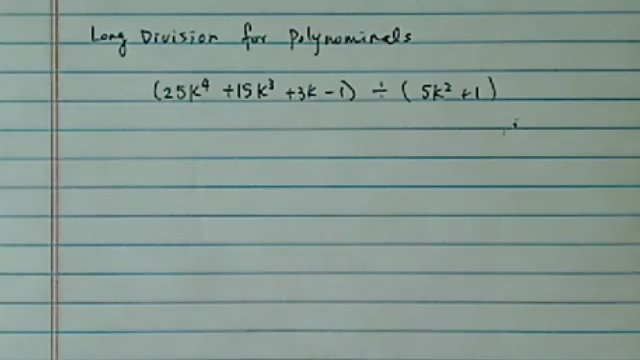 Long Division for Polynominals
(25k⁴ +15k³ +3k -1) ÷ ( 5k² +1)